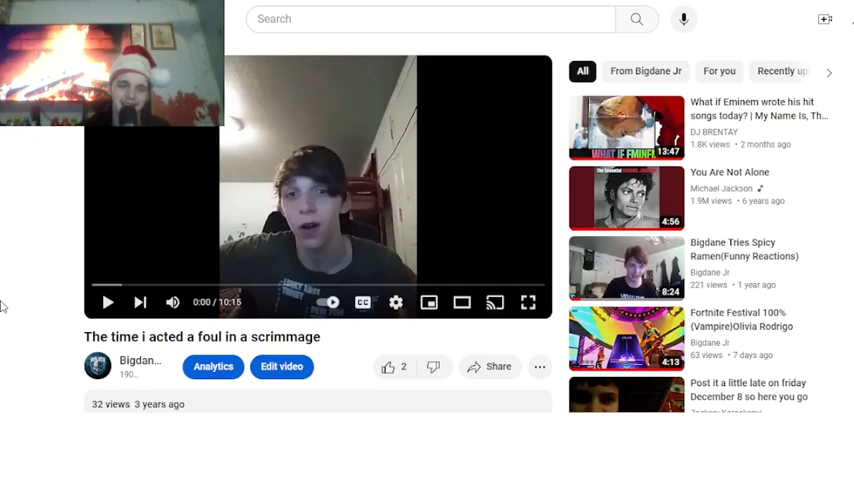 Search
All
From Bigdane Jr
For you
Recently up
What if Eminem wrote his hit
songs today? | My Name Is, Th...
DJ BRENTAY
1.8K views • 2 months ago
WHAT IF EMINEM
13:47
You Are Not Alone
Michael Jackson
1.9M views • 6 years ago
4:56
Bigdane Tries Spicy
Ramen(Funny Reactions)
Bigdane Jr
221 views • 1 year ago
8:24
Fortnite Festival 100%
(Vampire)Olivia Rodrigo
Bigdane Jr
63 views • 7 days ago
4:13
Post it a little late on friday
December 8 so here you go
0:00 / 10:15
CC
The time i acted a foul in a scrimmage
Bigdan...
190...
Analytics
Edit video
2
Share
32 views 3 years ago